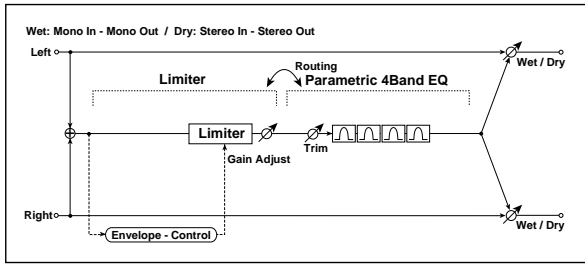 Wet: Mono In - Mono Out / Dry: Stereo In - Stereo Out
Left
Wet / Dry
Routing
Limiter
Parametric 4Band EQ
Limiter
Gain Adjust
Trim
Right
Envelope - Control
Wet / Dry